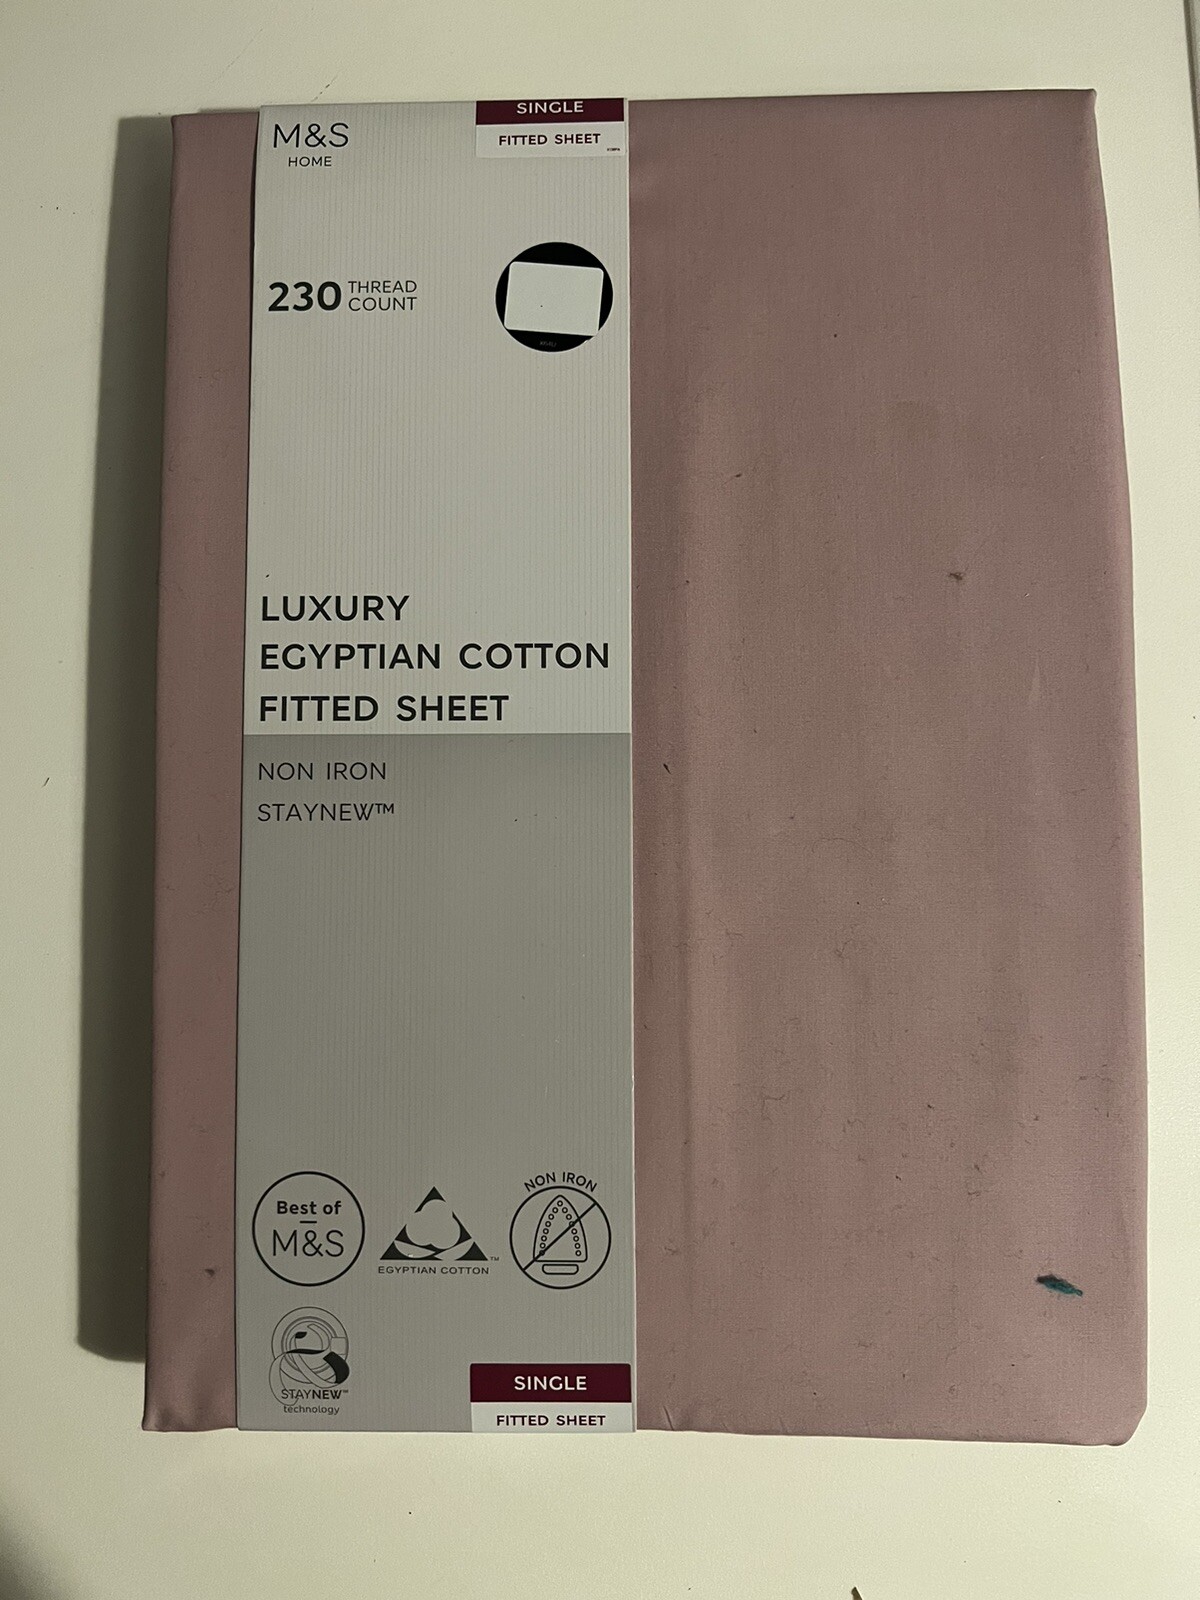 M&S
HOME
SINGLE
FITTED SHEET
230 THREAD
COUNT
LUXURY
EGYPTIAN COTTON
FITTED SHEET
NON IRON
STAYNEW™
Best of
M&S
EGYPTIAN COTTON™
NON IRON
STAYNEW™
technology
SINGLE
FITTED SHEET